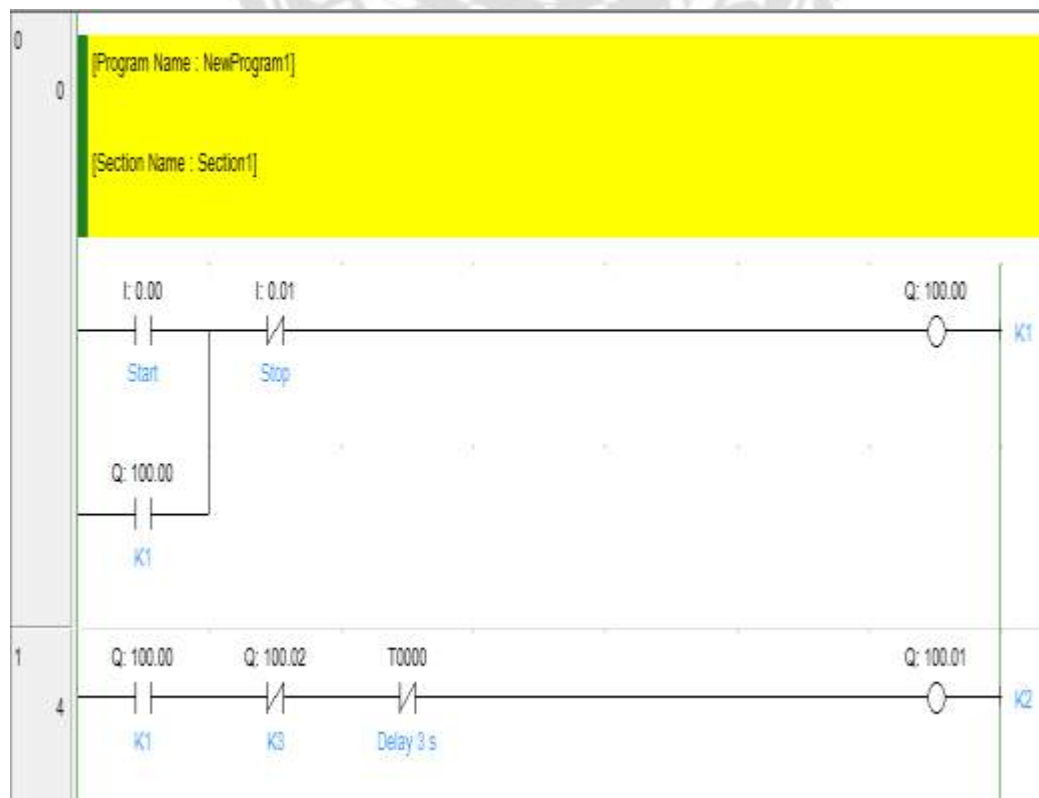 0
0
[Program Name : NewProgram1]
[Section Name : Section1]
I: 0.00 I: 0.01 Q: 100.00
K1
Start Stop
Q: 100.00
K1
1
Q: 100.00 Q: 100.02 T0000 Q: 100.01
4
K2
K1 K3 Delay 3 s